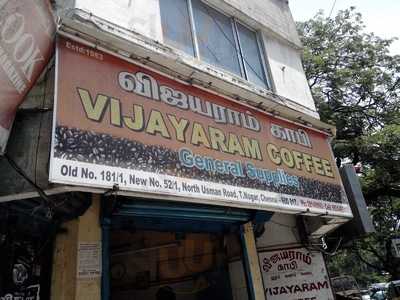 Estd:1983
விஜயராம் காபி
VIJAYARAM COFFEE
General Supplies
Old No. 181/1, New No. 52/1, North Usman Road, T.Nagar, Chennai
விஜயராம்
காபி
VIJAYARAM